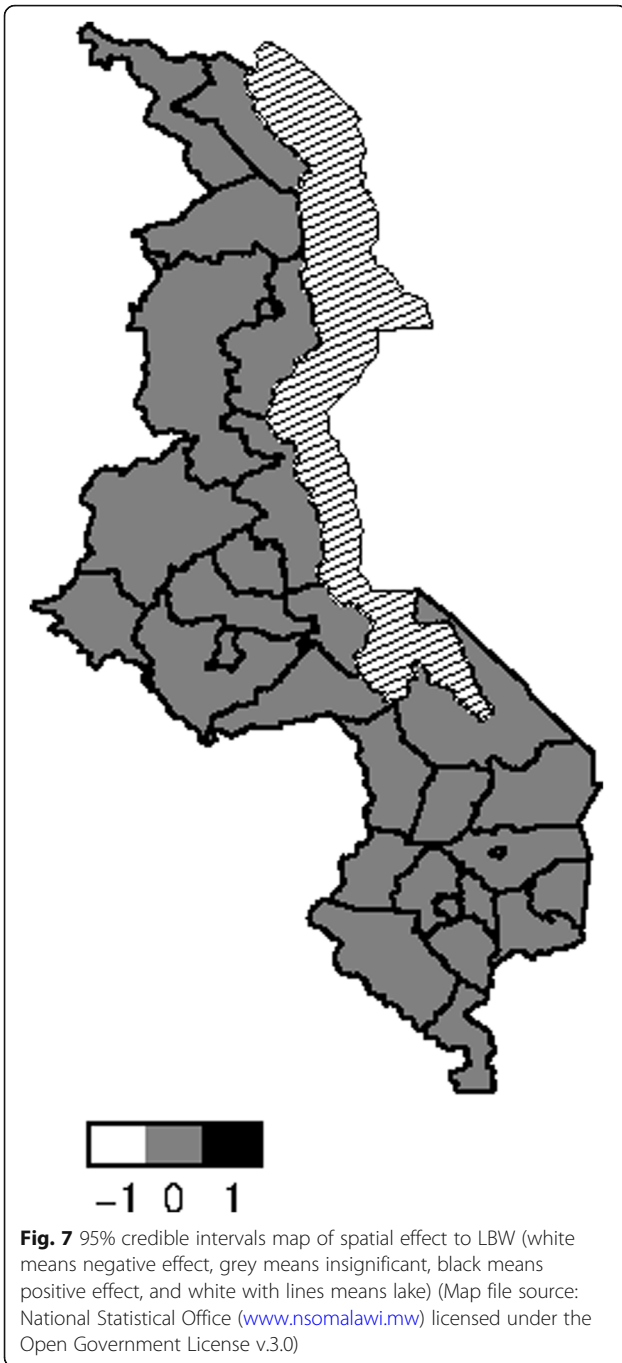 −1 0 1
Fig. 7 95% credible intervals map of spatial effect to LBW (white
means negative effect, grey means insignificant, black means
positive effect, and white with lines means lake) (Map file source:
National Statistical Office (www.nsomalawi.mw) licensed under the
Open Government License v.3.0)